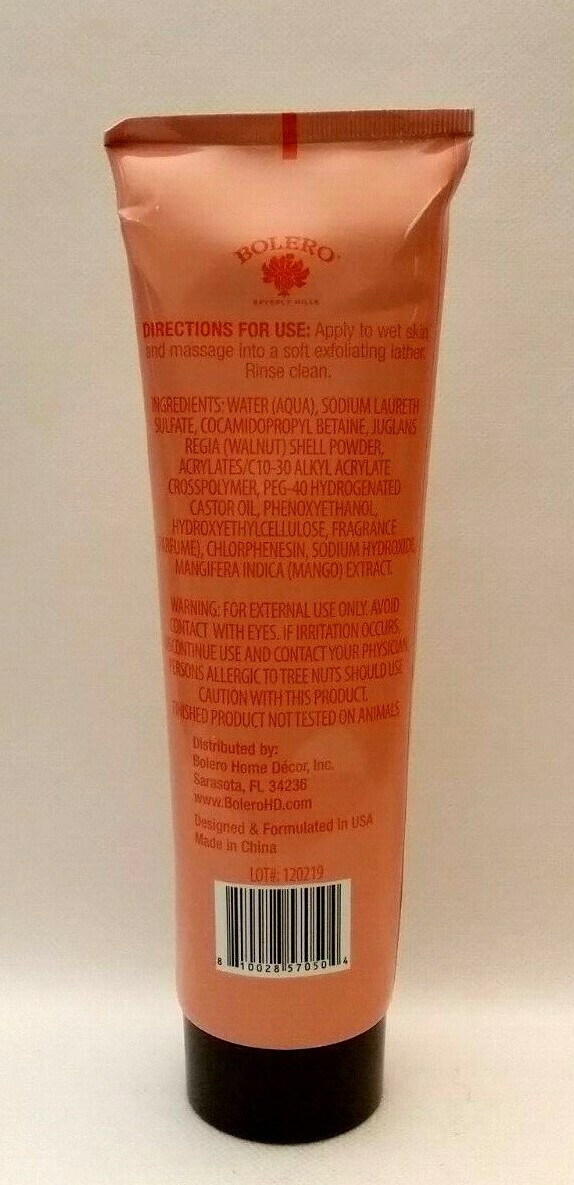 BOLERO
BEVERLY HILLS
DIRECTIONS FOR USE: Apply to wet skin
and massage into a soft exfoliating lather.
Rinse clean.
INGREDIENTS: WATER (AQUA), SODIUM LAURETH
SULFATE, COCAMIDOPROPYL BETAINE, JUGLANS
REGIA (WALNUT) SHELL POWDER,
ACRYLATES/C10-30 ALKYL ACRYLATE
CROSSPOLYMER, PEG-40 HYDROGENATED
CASTOR OIL, PHENOXYETHANOL,
HYDROXYETHYLCELLULOSE, FRAGRANCE
(PARFUME), CHLORPHENESIN, SODIUM HYDROXIDE,
MANGIFERA INDICA (MANGO) EXTRACT.
WARNING: FOR EXTERNAL USE ONLY. AVOID
CONTACT WITH EYES. IF IRRITATION OCCURS,
DISCONTINUE USE AND CONTACT YOUR PHYSICIAN.
PERSONS ALLERGIC TO TREE NUTS SHOULD USE
CAUTION WITH THIS PRODUCT.
FINISHED PRODUCT NOT TESTED ON ANIMALS
Distributed by:
Bolero Home Décor, Inc.
Sarasota, FL 34236
www.BoleroHD.com
Designed & Formulated in USA
Made in China
LOT#: 120219
8 10028 57050 4